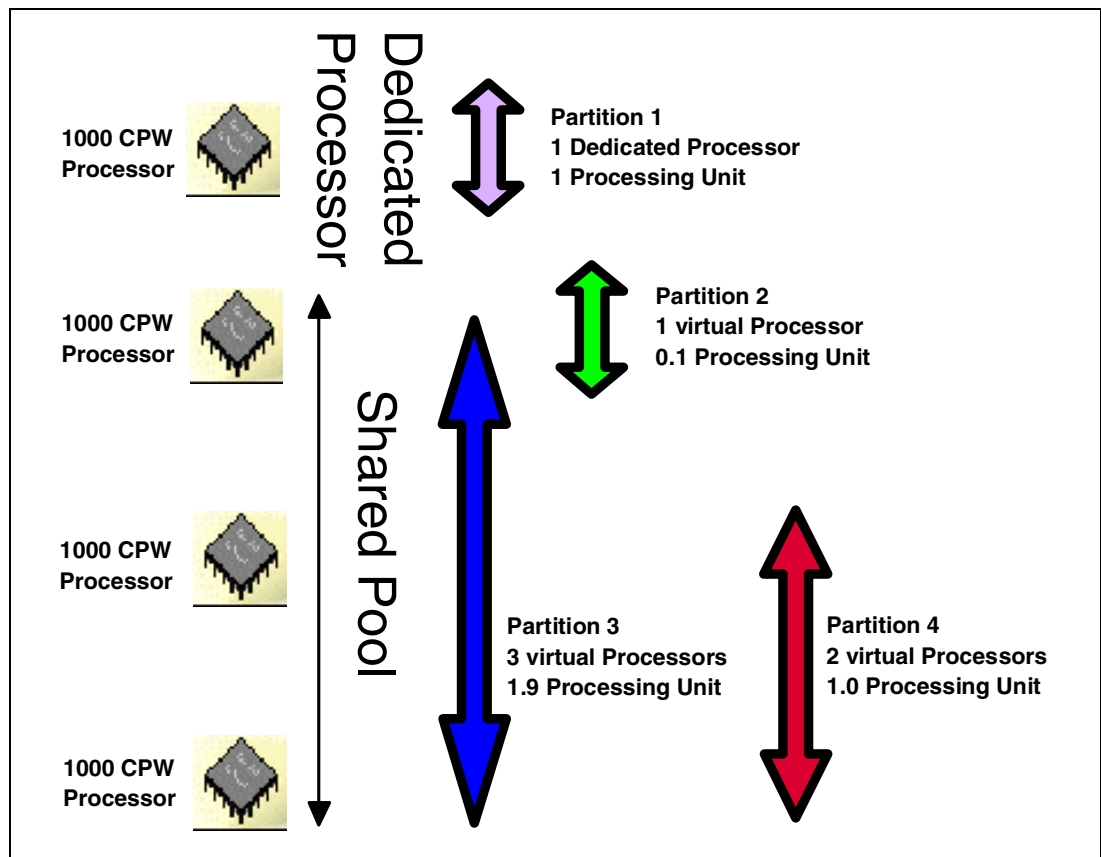 Dedicated
Processor
1000 CPW
Processor
Partition 1
1 Dedicated Processor
1 Processing Unit
1000 CPW
Processor
Partition 2
1 virtual Processor
0.1 Processing Unit
Shared Pool
1000 CPW
Processor
Partition 3
3 virtual Processors
1.9 Processing Unit
Partition 4
2 virtual Processors
1.0 Processing Unit
1000 CPW
Processor